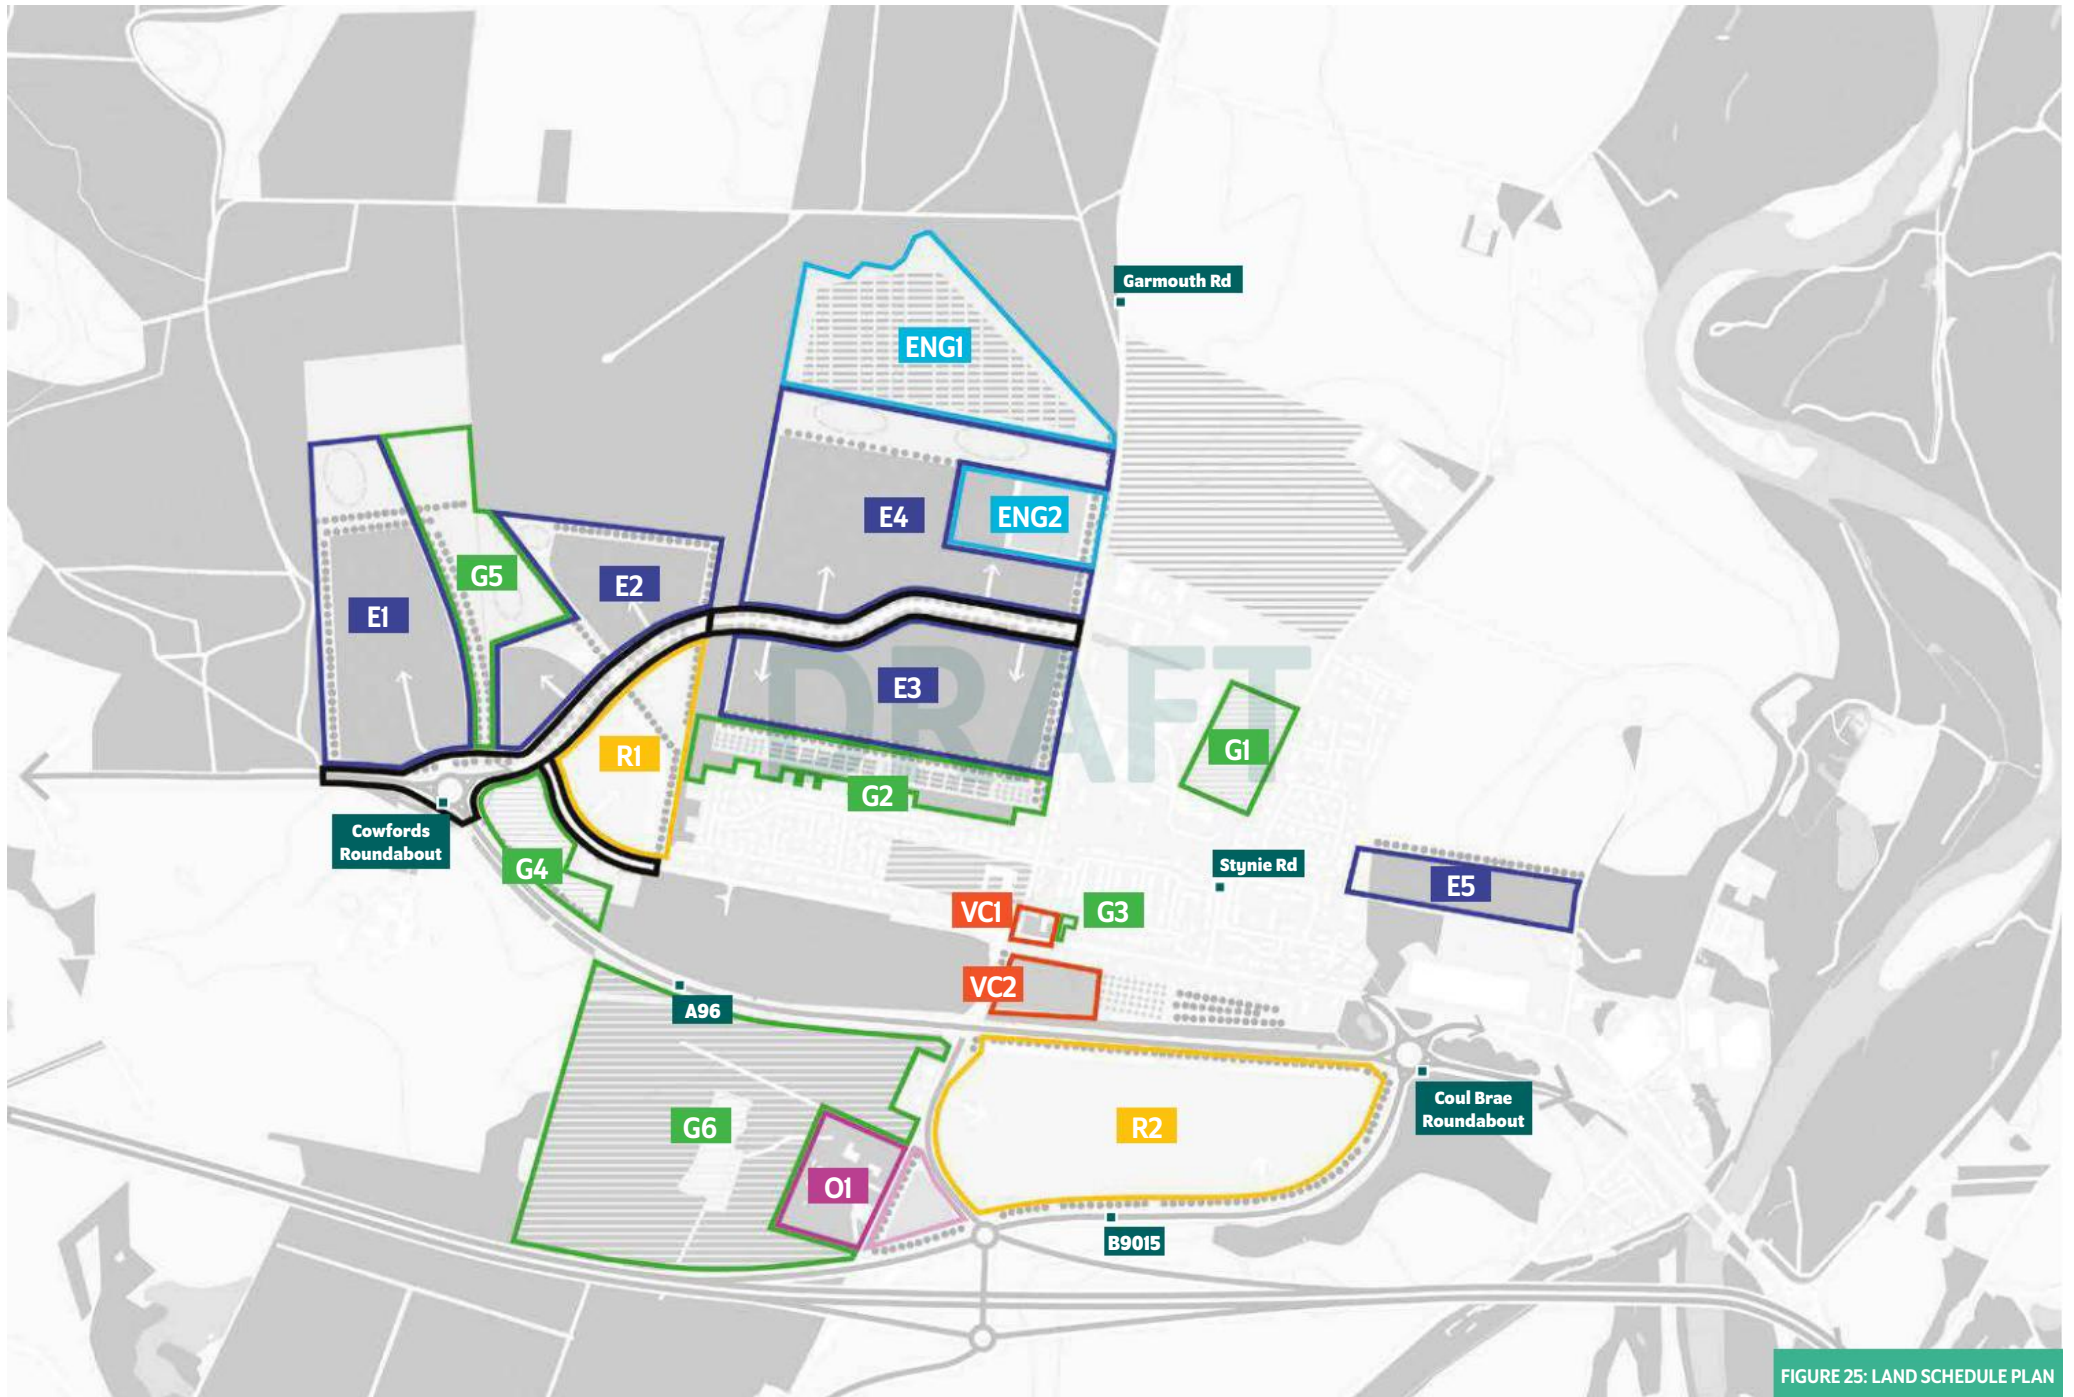 Garmouth Rd
ENG1
E4
ENG2
G5
E2
E1
E3
DRAFT
G1
R1
G2
Cowfords
Roundabout
G4
Stynie Rd
E5
VC1
G3
VC2
A96
Coul Brae
Roundabout
G6
R2
O1
B9015
FIGURE 25: LAND SCHEDULE PLAN